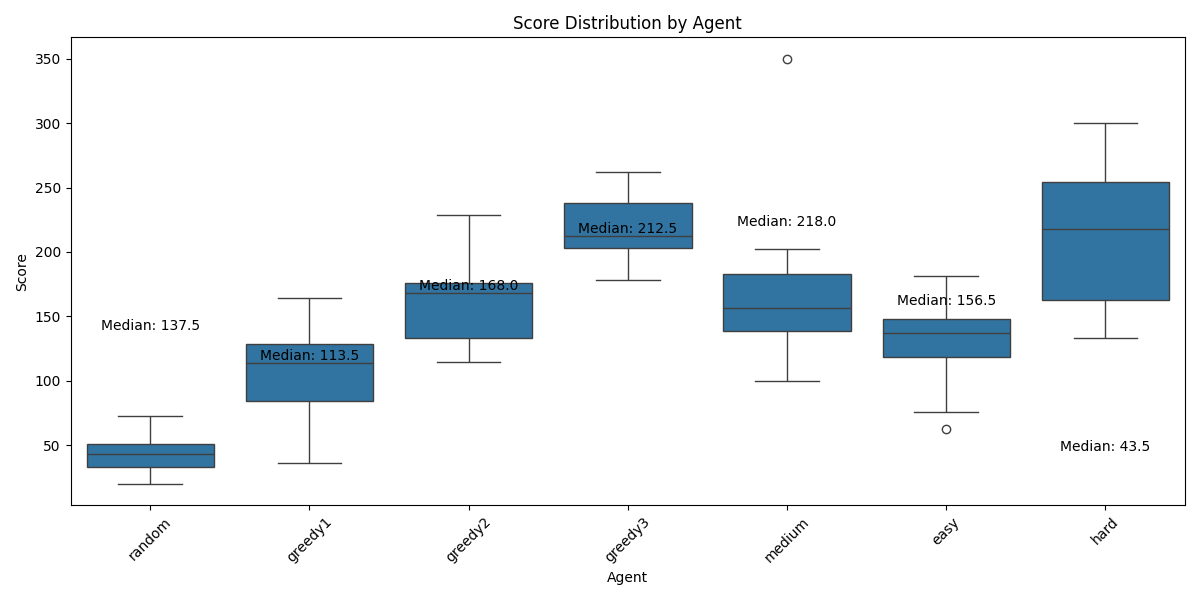 Score Distribution by Agent
Score
350
300
250
200
150
100
50
Median: 137.5
Median: 113.5
Median: 168.0
Median: 212.5
Median: 218.0
Median: 156.5
Median: 43.5
random
greedy1
greedy2
greedy3
medium
easy
hard
Agent